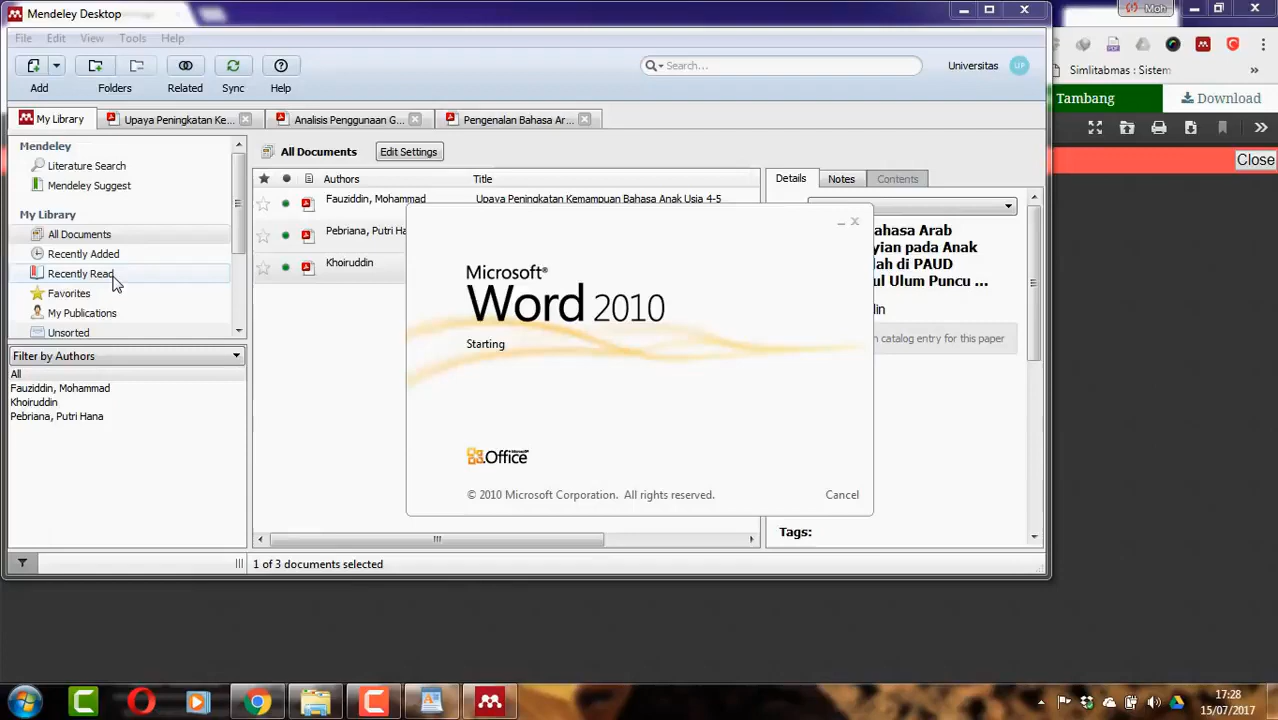 Mendeley Desktop
Moh
File Edit View Tools Help
Add Folders Related Sync Help
Search...
Universitas UP
Simlitabmas : Sistem
Tambang
Download
Close
My Library
Upaya Peningkatan Ke...
Analisis Penggunaan G...
Pengenalan Bahasa Ar...
Mendeley
Literature Search
Mendeley Suggest
My Library
All Documents
Recently Added
Recently Read
Favorites
My Publications
Unsorted
Filter by Authors
All
Fauziddin, Mohammad
Khoiruddin
Pebriana, Putri Hana
All Documents
Edit Settings
Authors Title
Fauziddin, Mohammad Upaya Peningkatan Kemampuan Bahasa Anak Usia 4-5
Pebriana, Putri Ha
Khoiruddin
Microsoft®
Word 2010
Starting
Microsoft®
Office
© 2010 Microsoft Corporation. All rights reserved.
Cancel
Details Notes Contents
ahasa Arab
yian pada Anak
lah di PAUD
ul Ulum Puncu ...
din
n catalog entry for this paper
Tags:
1 of 3 documents selected
17:28
15/07/2017